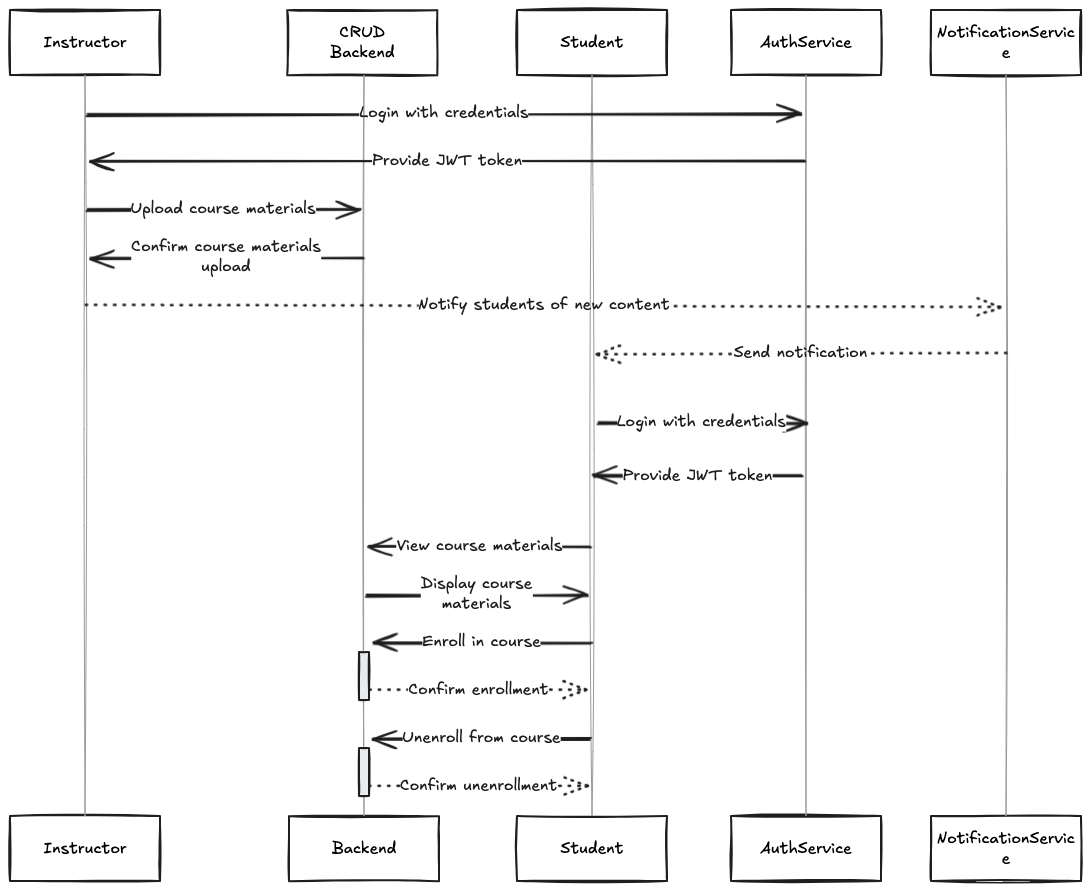 Instructor
CRUD
Backend
Student
AuthService
NotificationServic
e
Login with credentials
Provide JWT token
Upload course materials
Confirm course materials
upload
Notify students of new content
Send notification
Login with credentials
Provide JWT token
View course materials
Display course
materials
Enroll in course
Confirm enrollment
Unenroll from course
Confirm unenrollment
Instructor
Backend
Student
AuthService
NotificationServic
e